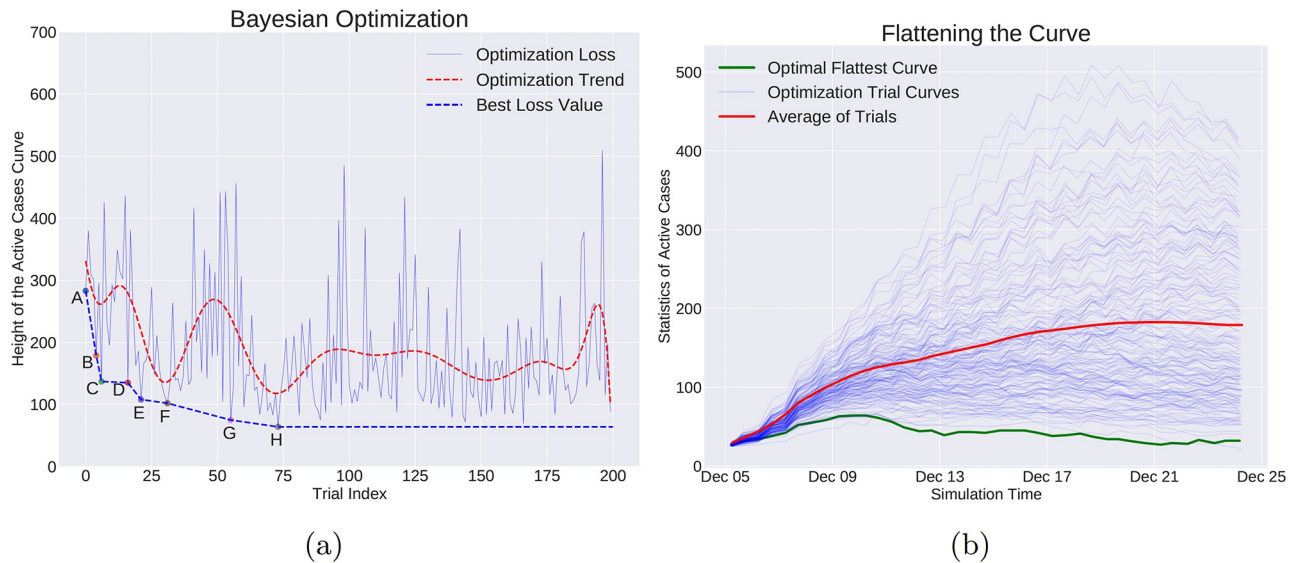 Bayesian Optimization
700
600
500
400
300
200
100
0
Height of the Active Cases Curve
Optimization Loss
Optimization Trend
Best Loss Value
A
B
C
D
E
F
G
H
0 25 50 75 100 125 150 175 200
Trial Index
(a)
Flattening the Curve
500
400
300
200
100
0
Statistics of Active Cases
Optimal Flattest Curve
Optimization Trial Curves
Average of Trials
Dec 05 Dec 09 Dec 13 Dec 17 Dec 21 Dec 25
Simulation Time
(b)